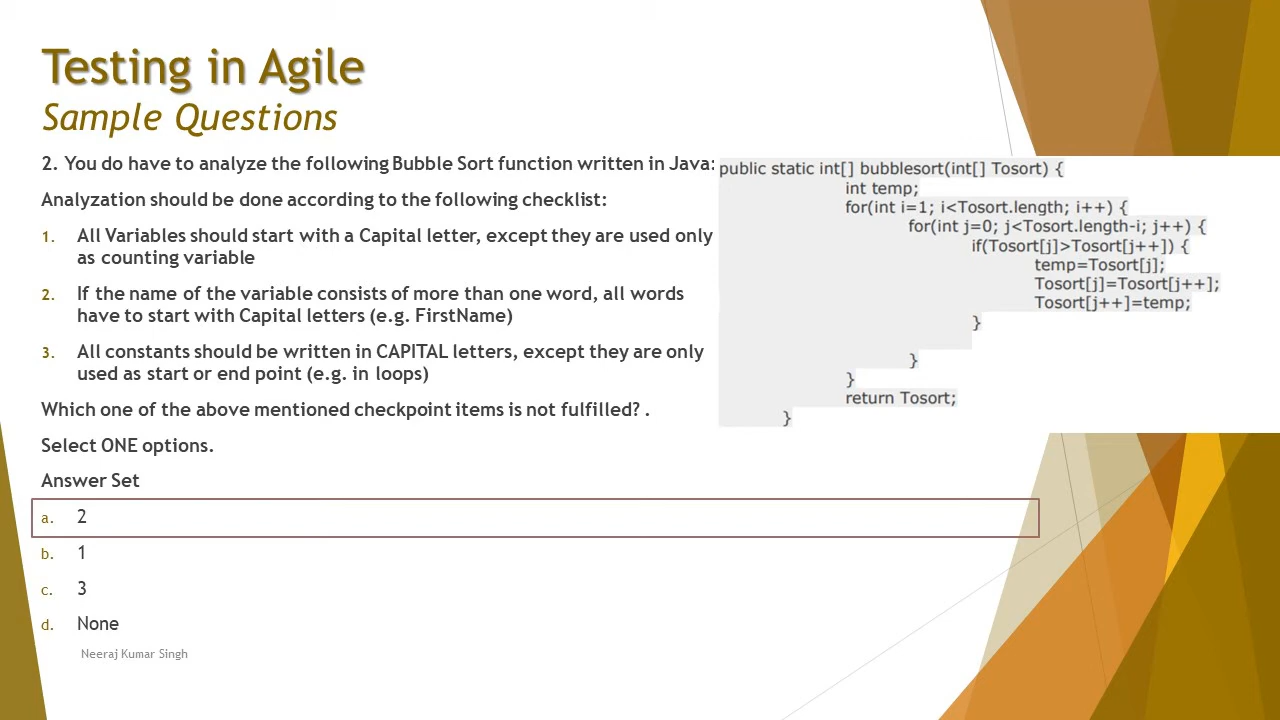 Testing in Agile
Sample Questions
2. You do have to analyze the following Bubble Sort function written in Java:
Analyzation should be done according to the following checklist:
1. All Variables should start with a Capital letter, except they are used only
as counting variable
2. If the name of the variable consists of more than one word, all words
have to start with Capital letters (e.g. FirstName)
3. All constants should be written in CAPITAL letters, except they are only
used as start or end point (e.g. in loops)
Which one of the above mentioned checkpoint items is not fulfilled? .
Select ONE options.
Answer Set
a. 2
b. 1
c. 3
d. None
Neeraj Kumar Singh
public static int[] bubblesort(int[] Tosort) {
int temp;
for(int i=1; i<Tosort.length; i++) {
for(int j=0; j<Tosort.length-i; j++) {
if(Tosort[j]>Tosort[j++]) {
temp=Tosort[j];
Tosort[j]=Tosort[j++];
Tosort[j++]=temp;
}
}
}
return Tosort;
}